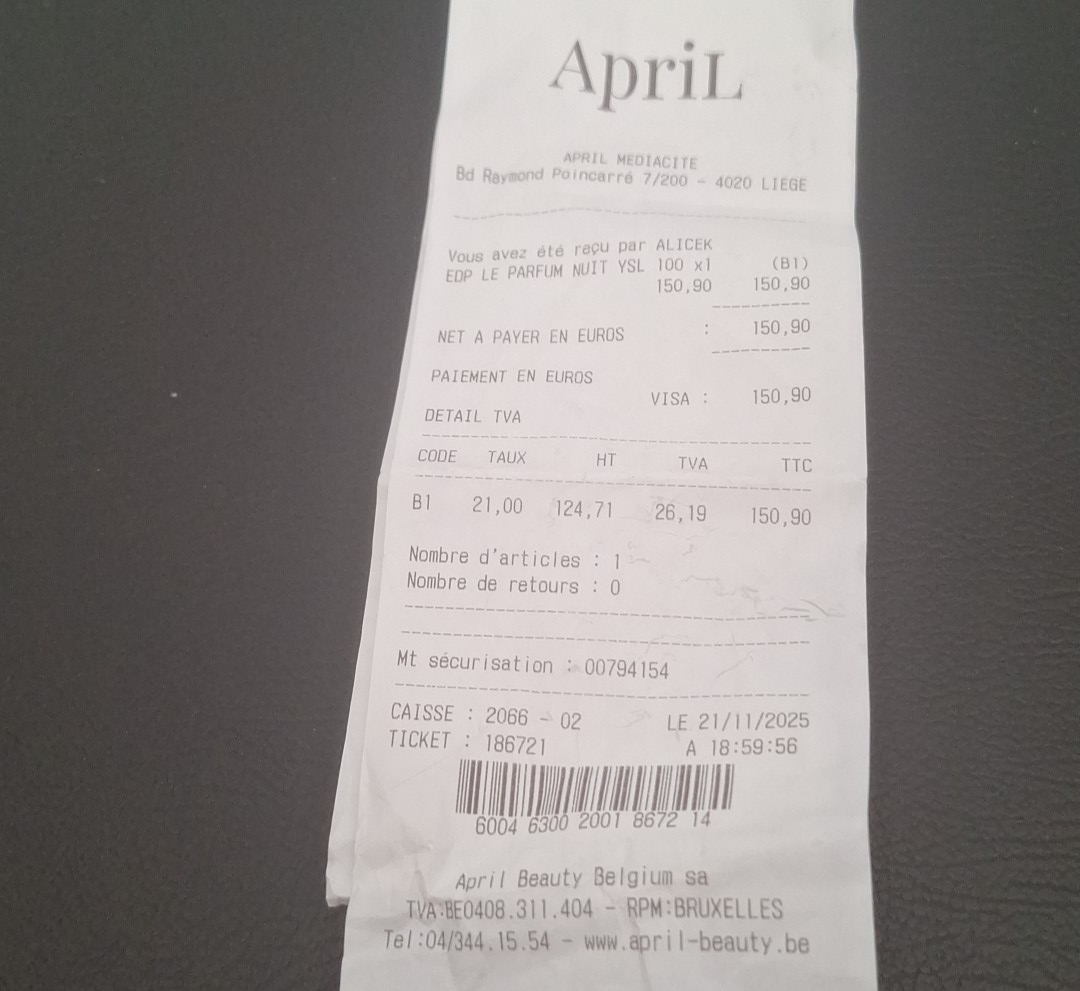 ApriL
APRIL MEDIACITE
Bd Raymond Poincarré 7/200 - 4020 LIEGE
Vous avez été raçu par ALICEK
EDP LE PARFUM NUIT YSL 100 x1 (B1)
150,90 150,90
NET A PAYER EN EUROS : 150,90
PAIEMENT EN EUROS
VISA : 150,90
DETAIL TVA
CODE TAUX HT TVA TTC
B1 21,00 124,71 26,19 150,90
Nombre d'articles : 1
Nombre de retours : 0
Mt sécurisation : 00794154
CAISSE : 2066 - 02 LE 21/11/2025
TICKET : 186721 A 18:59:56
6004 6300 2001 8672 14
April Beauty Belgium sa
TVA:BE0408.311.404 - RPM:BRUXELLES
Tel:04/344.15.54 - www.april-beauty.be